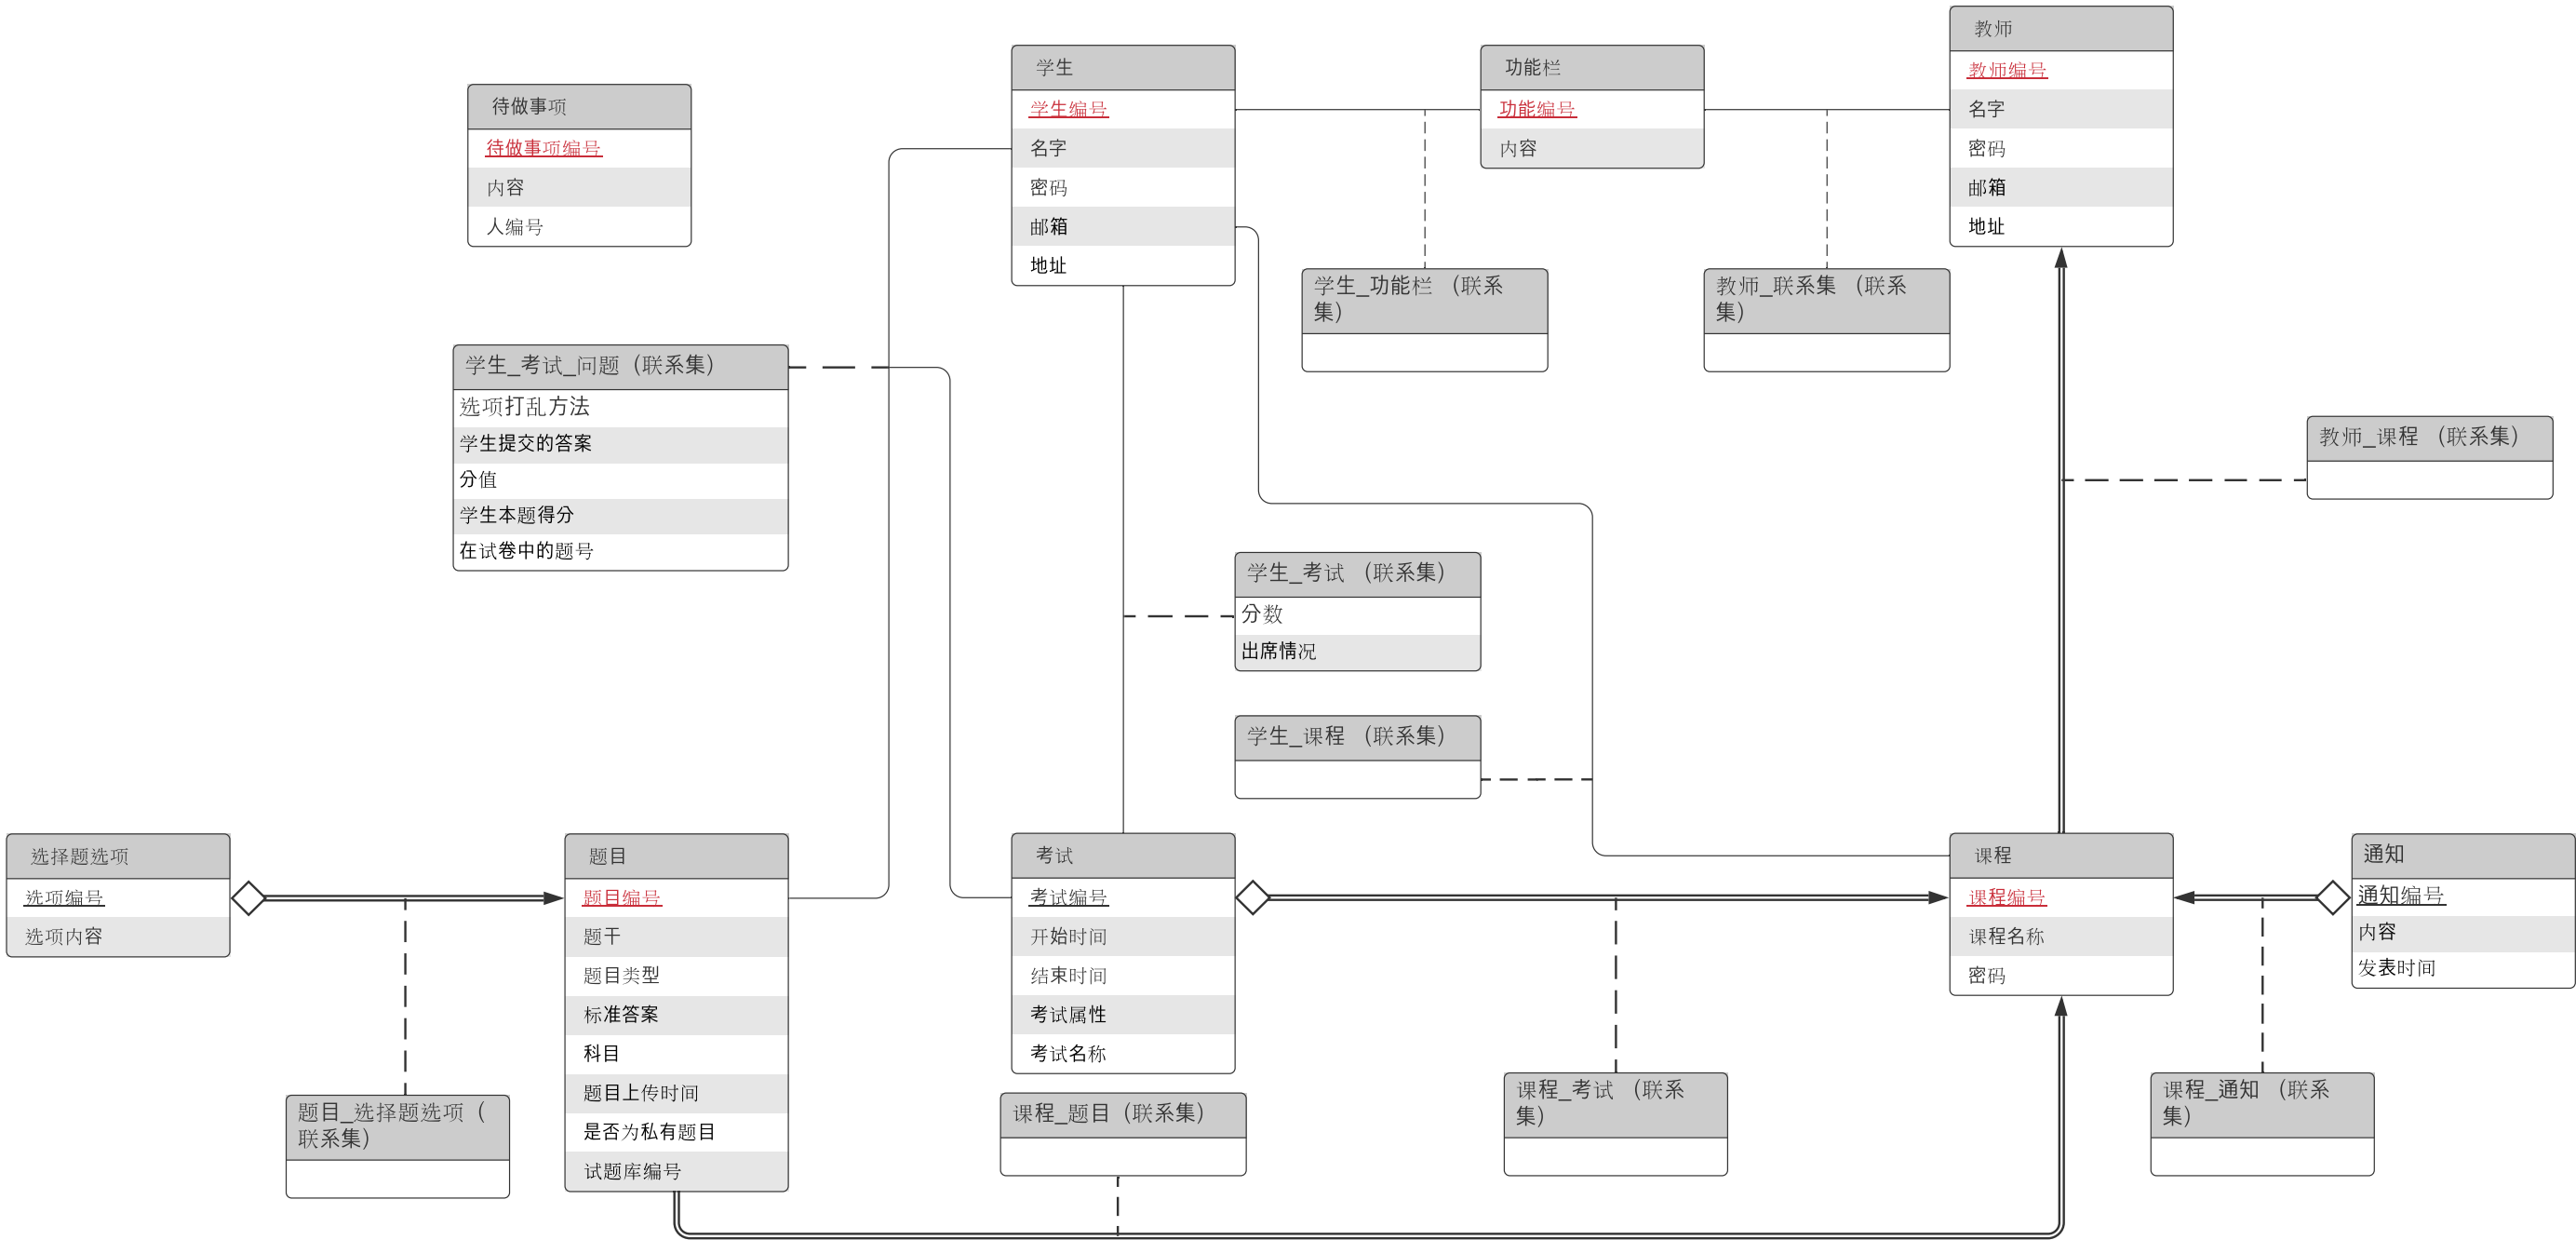 教师
教师编号
名字
密码
邮箱
地址
学生
学生编号
名字
密码
邮箱
地址
功能栏
功能编号
内容
待做事项
待做事项编号
内容
人编号
学生_功能栏 （联系
集）
教师_联系集 （联系
集）
学生_考试_问题（联系集）
选项打乱方法
学生提交的答案
分值
学生本题得分
在试卷中的题号
教师_课程 （联系集）
学生_考试 （联系集）
分数
出席情况
学生_课程 （联系集）
选择题选项
选项编号
选项内容
题目
题目编号
题干
题目类型
标准答案
科目
题目上传时间
是否为私有题目
试题库编号
考试
考试编号
开始时间
结束时间
考试属性
考试名称
课程
课程编号
课程名称
密码
通知
通知编号
内容
发表时间
题目_选择题选项（
联系集）
课程_题目（联系集）
课程_考试 （联系
集）
课程_通知 （联系
集）